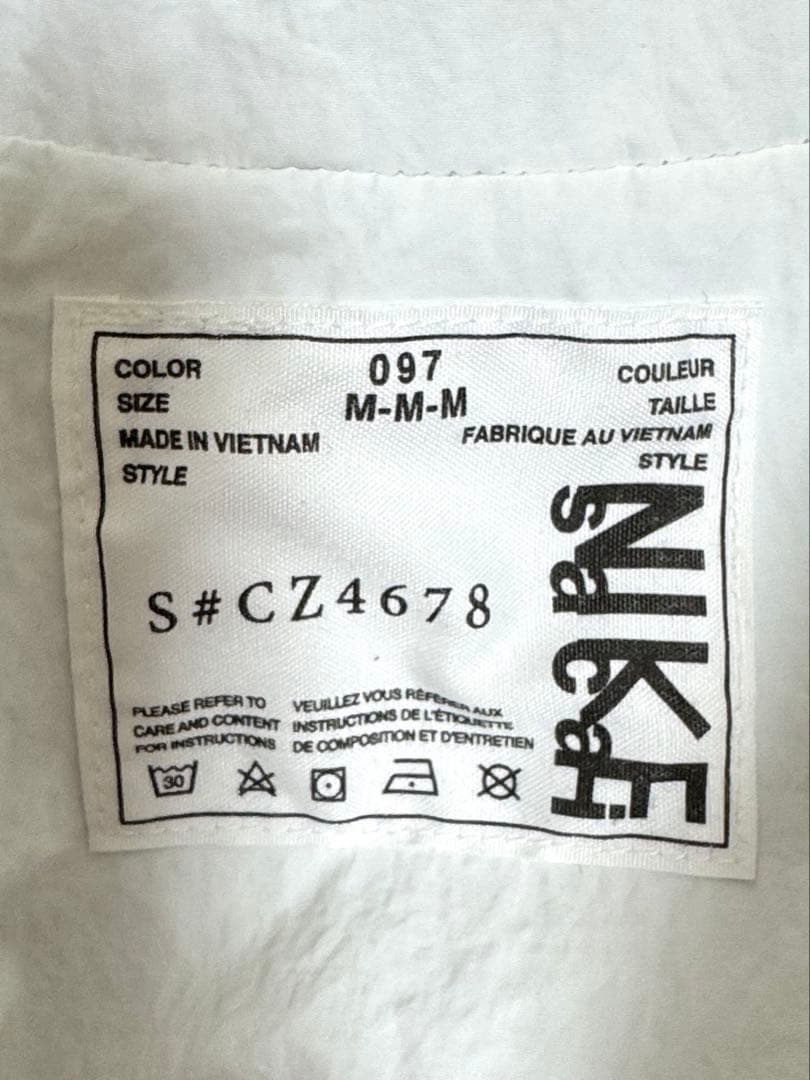 COLOR 097 COULEUR
SIZE M-M-M TAILLE
MADE IN VIETNAM FABRIQUE AU VIETNAM
STYLE STYLE
S#CZ4678
PLEASE REFER TO
CARE AND CONTENT
FOR INSTRUCTIONS
VEUILLEZ VOUS RÉFÉRER AUX
INSTRUCTIONS DE L'ÉTIQUETTE
DE COMPOSITION ET D'ENTRETIEN
30
NIKE
sacai